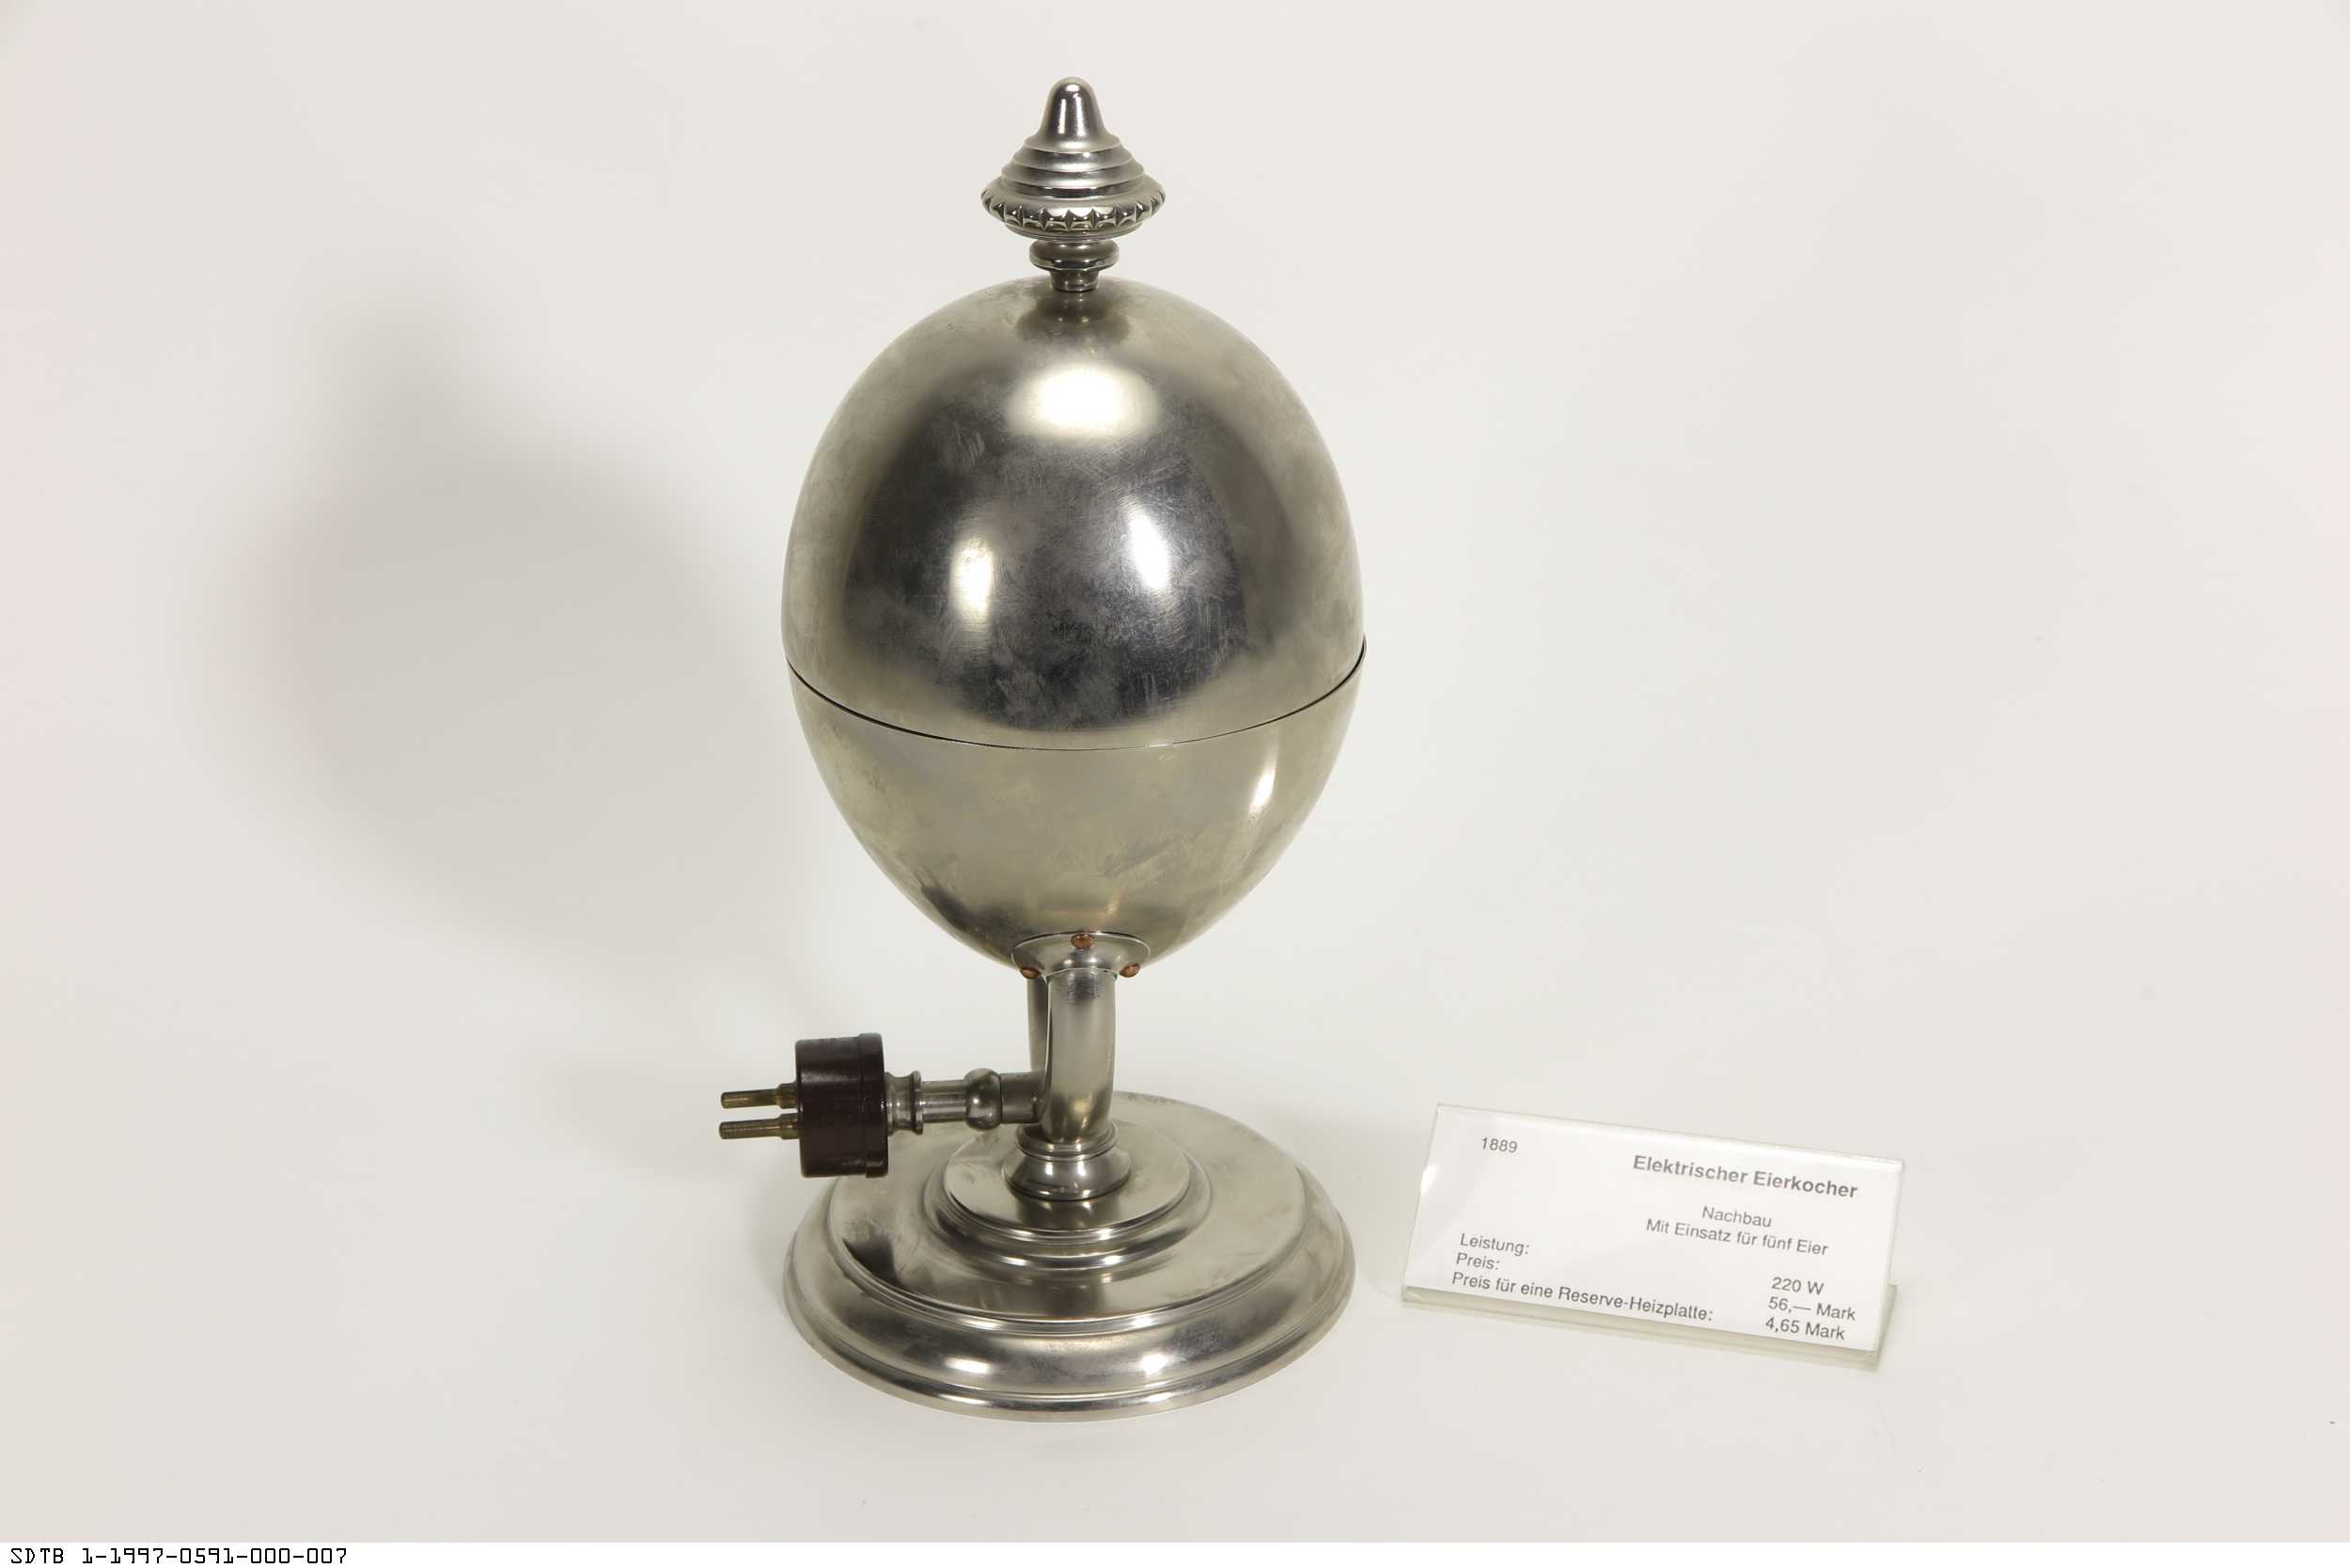 1889
Elektrischer Eierkocher
Nachbau
Mit Einsatz für fünf Eier
Leistung: 220 W
Preis: 56,— Mark
Preis für eine Reserve-Heizplatte: 4,65 Mark
SDTB 1-1997-0591-000-007